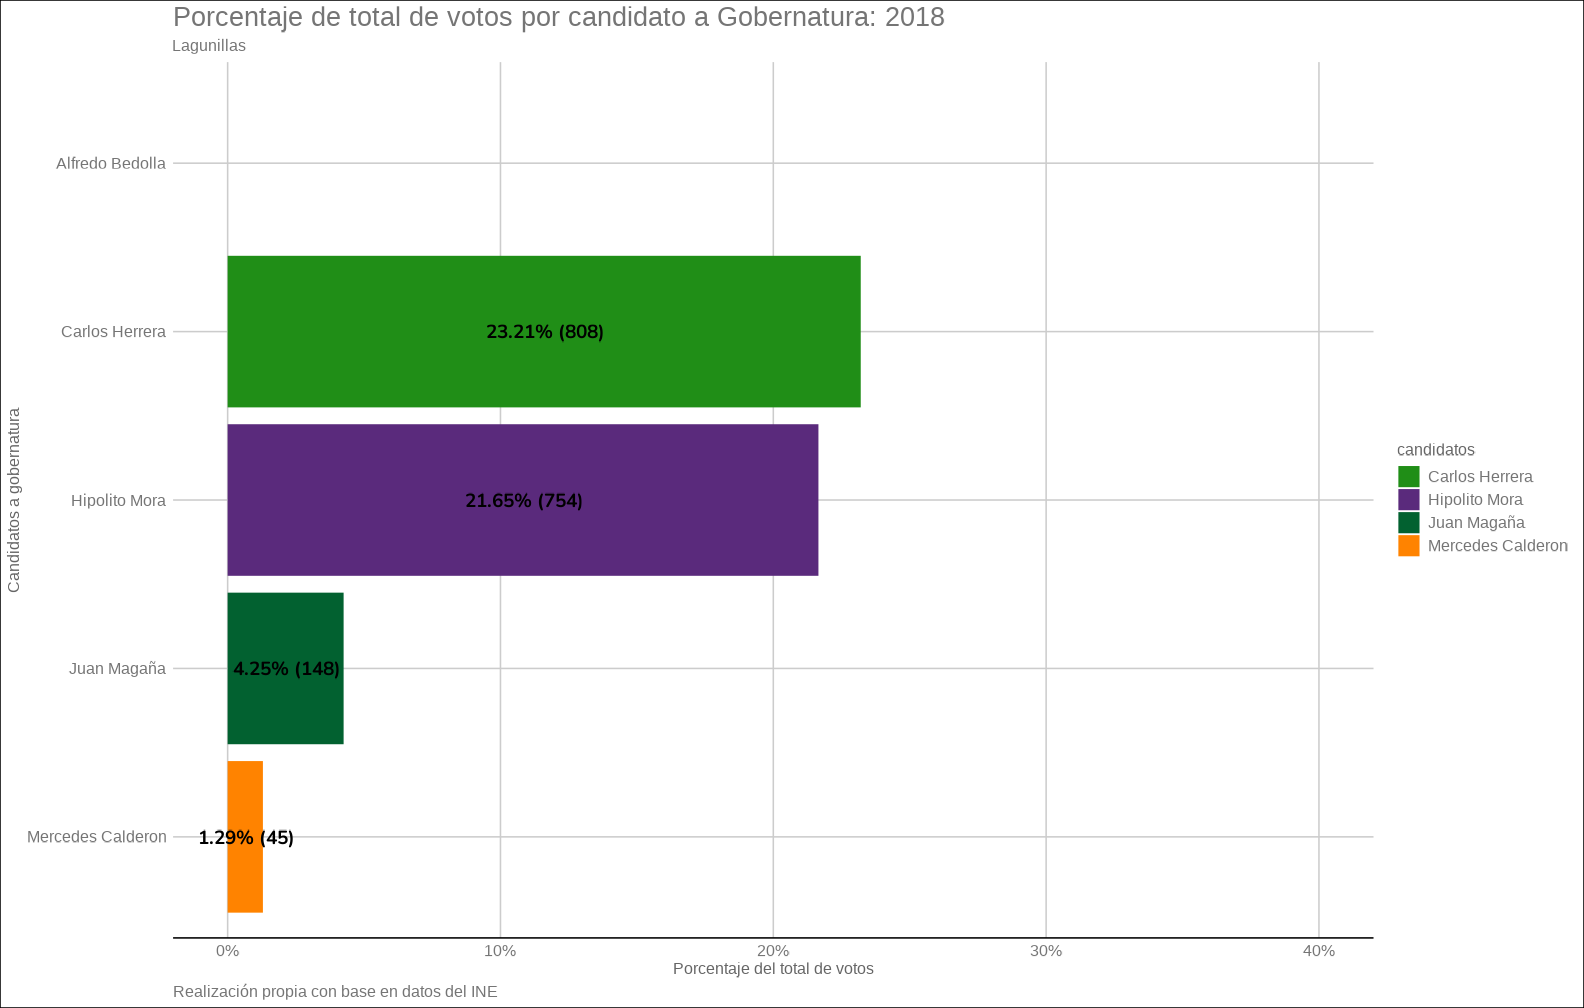 Porcentaje de total de votos por candidato a Gobernatura: 2018
Lagunillas
Candidatos a gobernatura
Alfredo Bedolla
Carlos Herrera
23.21% (808)
Hipolito Mora
21.65% (754)
Juan Magaña
4.25% (148)
Mercedes Calderon
1.29% (45)
0% 10% 20% 30% 40%
Porcentaje del total de votos
candidatos
Carlos Herrera
Hipolito Mora
Juan Magaña
Mercedes Calderon
Realización propia con base en datos del INE